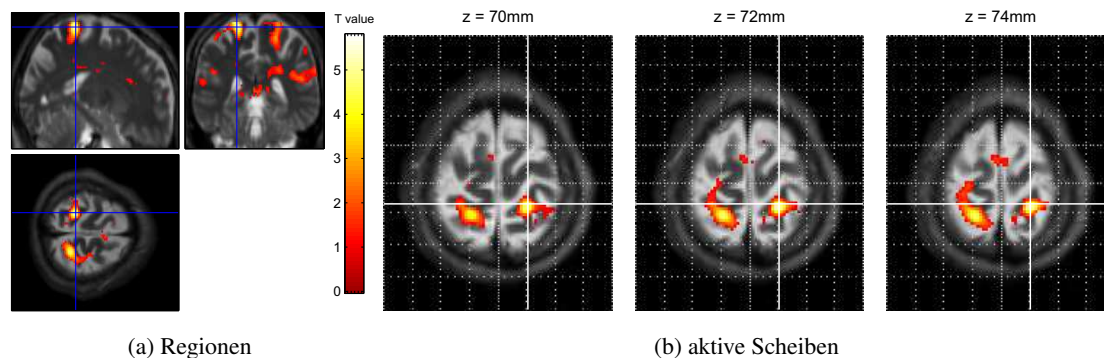 T value
5
4
3
2
1
0
z = 70mm
z = 72mm
z = 74mm
(a) Regionen
(b) aktive Scheiben